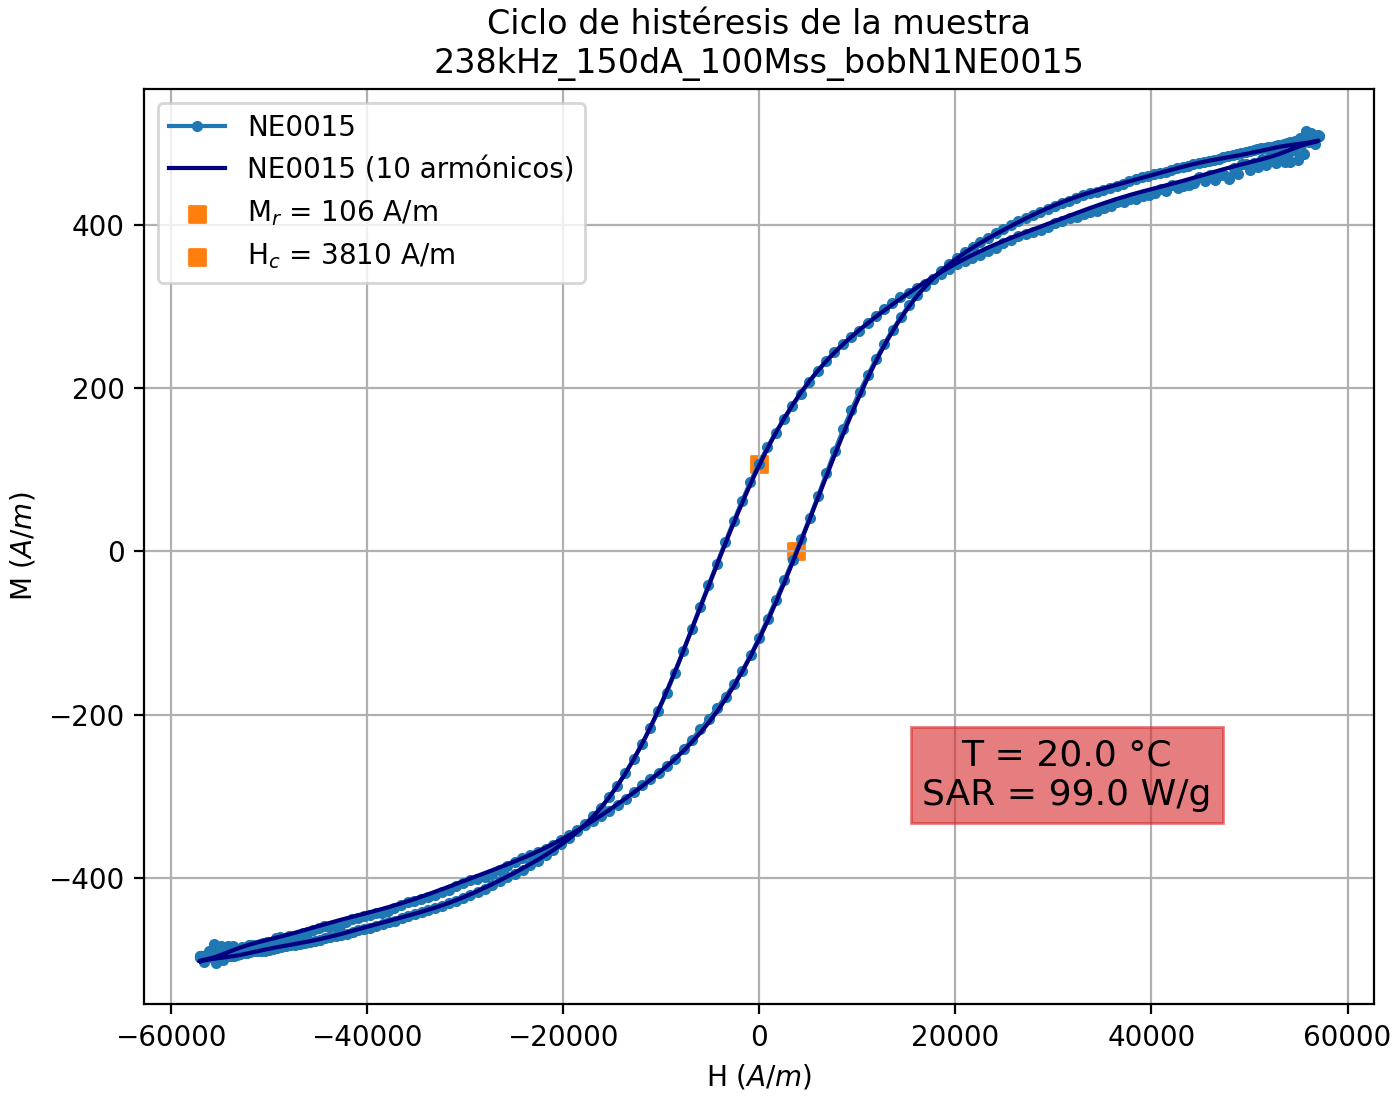 Ciclo de histéresis de la muestra
238kHz_150dA_100Mss_bobN1NE0015
NE0015
NE0015 (10 armónicos)
Mr = 106 A/m
Hc = 3810 A/m
400
200
0
−200
−400
M (A/m)
T = 20.0 °C
SAR = 99.0 W/g
−60000 −40000 −20000 0 20000 40000 60000
H (A/m)